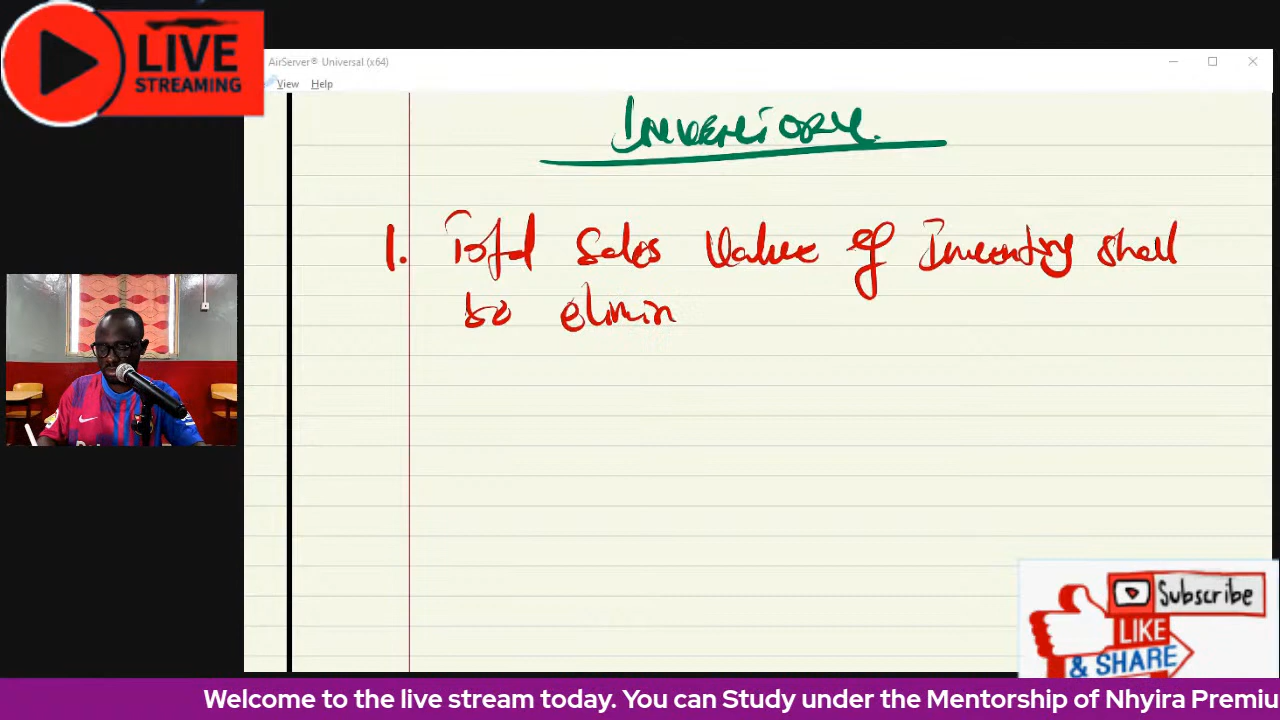 LIVE
STREAMING
AirServer® Universal (x64)
View Help
Inventory.
1. Total Sales Value of Inventory shall
be elimin
Subscribe
LIKE
& SHARE
Welcome to the live stream today. You can Study under the Mentorship of Nhyira Premiu